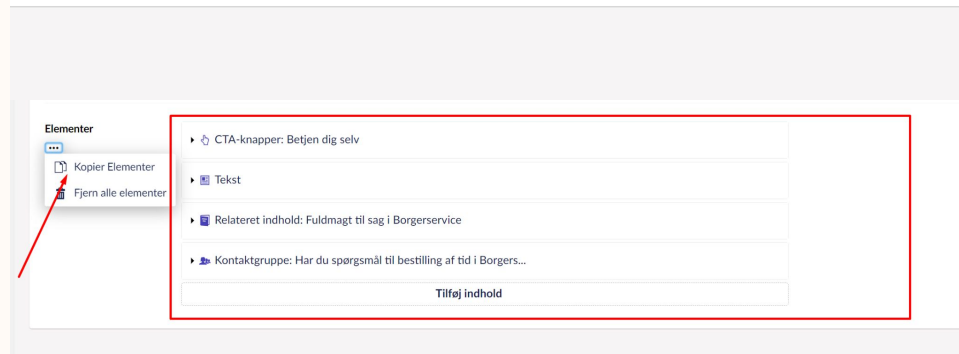 Elementer
Kopier Elementer
Fjern alle elementer
CTA-knapper: Betjen dig selv
Tekst
Relateret indhold: Fuldmagt til sag i Borgerservice
Kontaktgruppe: Har du spørgsmål til bestilling af tid i Borgers...
Tilføj indhold